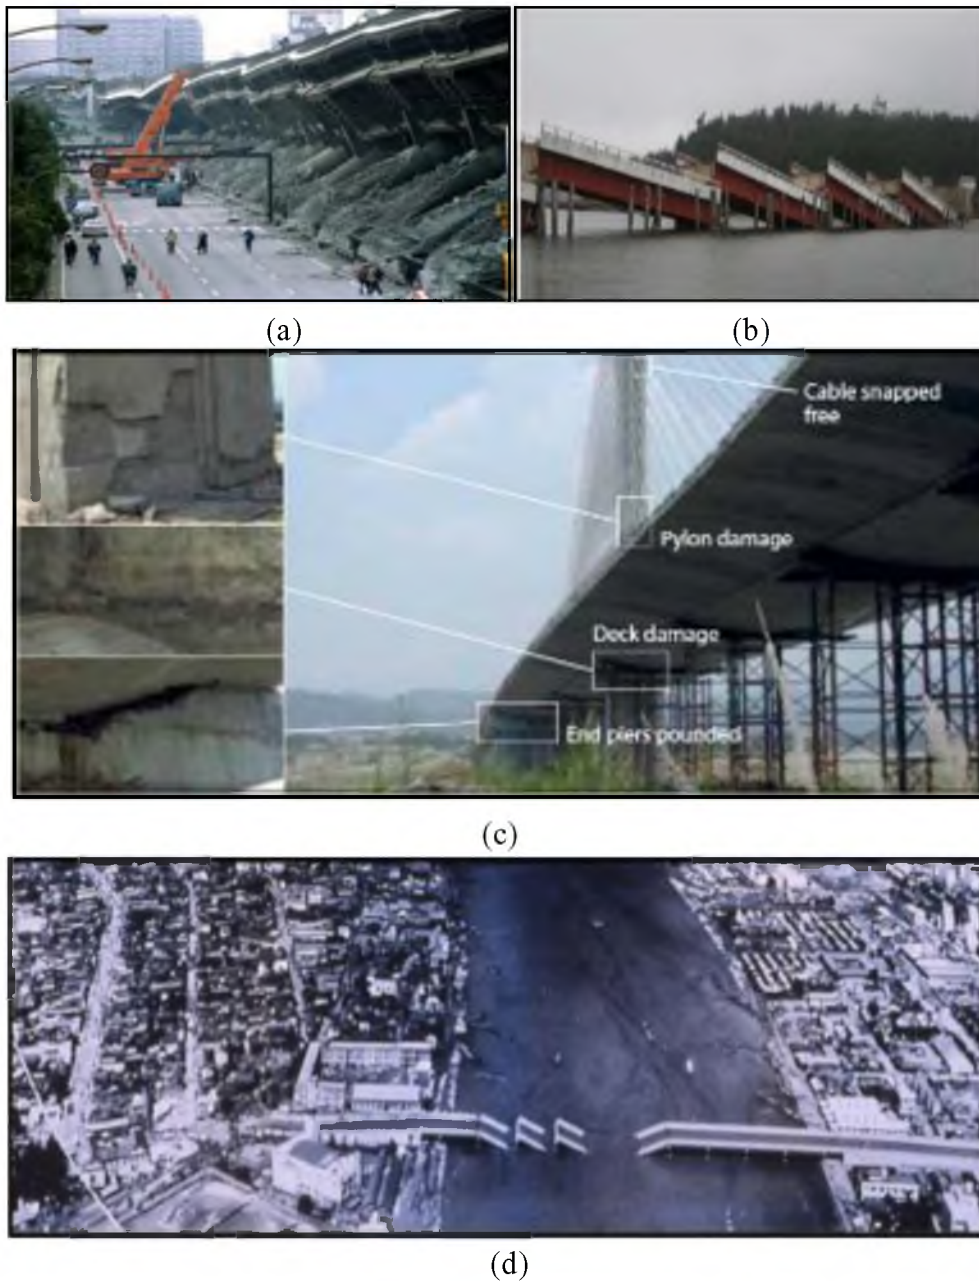 (a)
(b)
Cable snapped
free
Pylon damage
Deck damage
End piers pounded
(c)
(d)